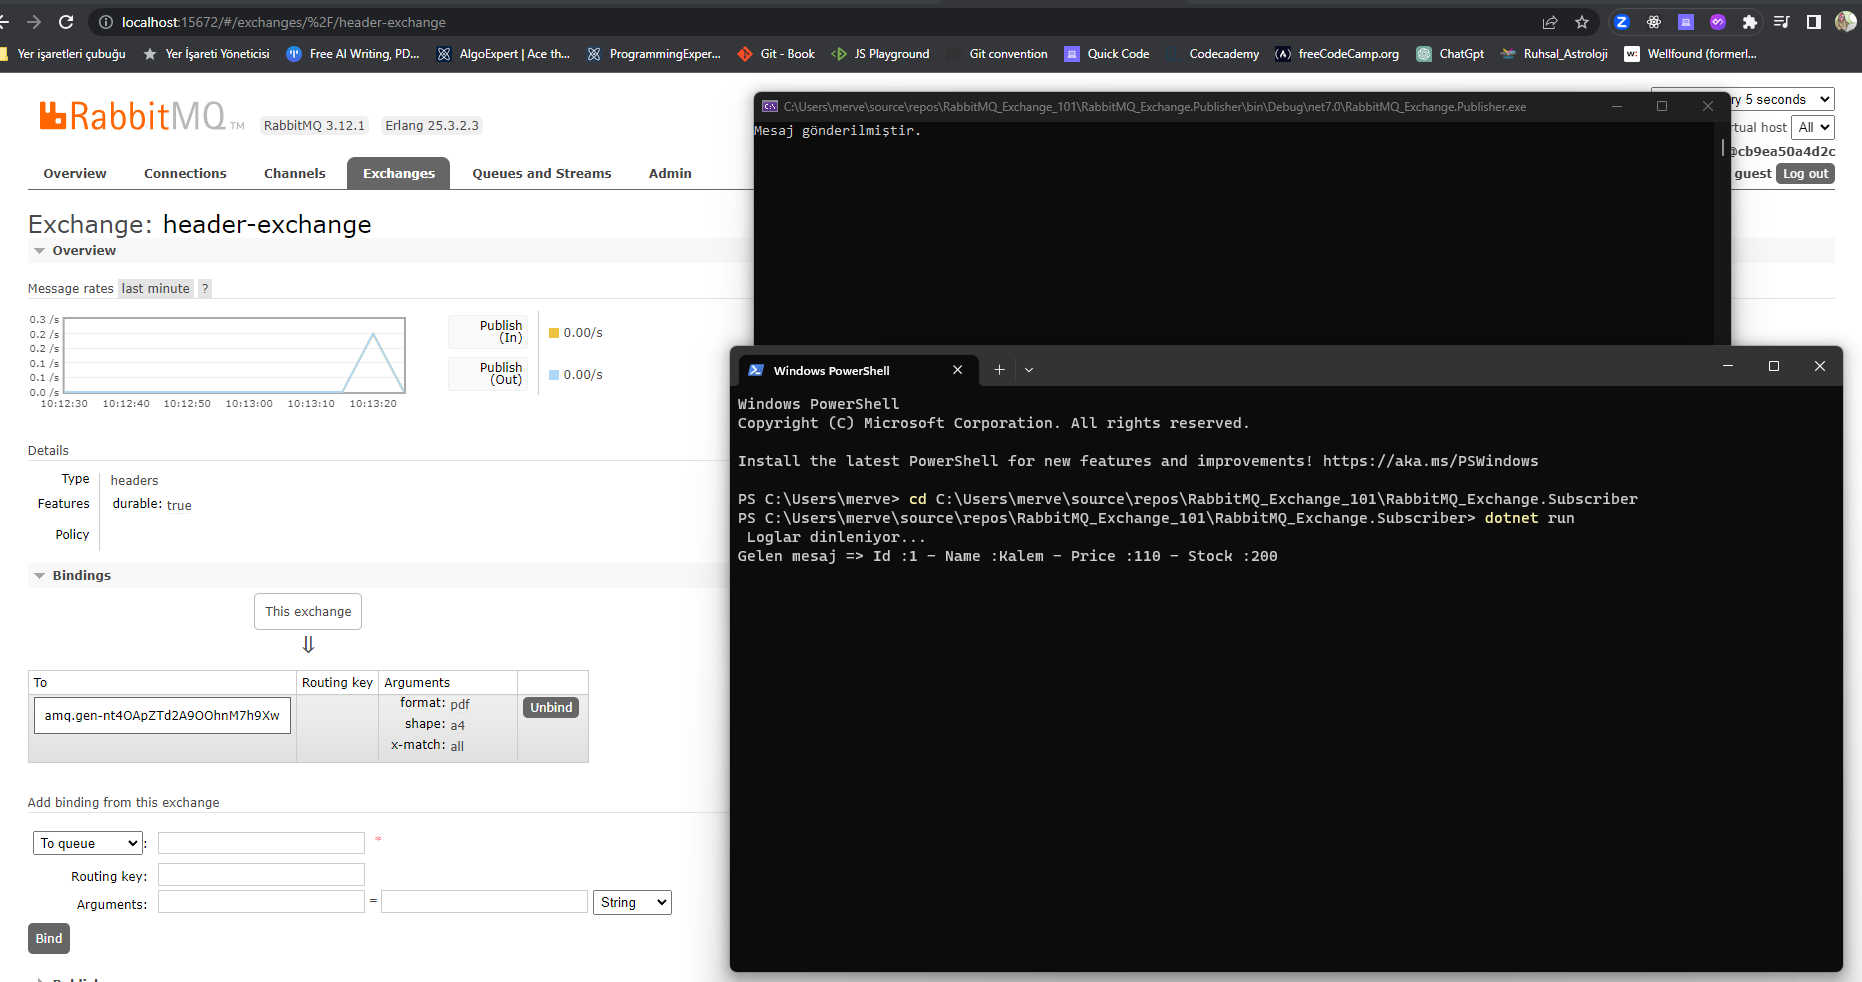 localhost:15672/#/exchanges/%2F/header-exchange
Yer işaretleri çubuğu
Yer İşareti Yöneticisi
Free AI Writing, PD...
AlgoExpert | Ace th...
ProgrammingExper...
Git - Book
JS Playground
Git convention
Quick Code
Codecademy
freeCodeCamp.org
ChatGpt
Ruhsal_Astroloji
Wellfound (formerl...
RabbitMQ TM
RabbitMQ 3.12.1
Erlang 25.3.2.3
ry 5 seconds
rtual host All
@cb9ea50a4d2c
guest Log out
Overview
Connections
Channels
Exchanges
Queues and Streams
Admin
Exchange: header-exchange
Overview
Message rates last minute ?
0.3 /s
0.2 /s
0.2 /s
0.1 /s
0.1 /s
0.0 /s
10:12:30 10:12:40 10:12:50 10:13:00 10:13:10 10:13:20
Publish
(In)
0.00/s
Publish
(Out)
0.00/s
Details
Type headers
Features durable: true
Policy
Bindings
This exchange
⇓
To Routing key Arguments
amq.gen-nt4OApZTd2A9OOhnM7h9Xw
format: pdf
shape: a4
x-match: all
Unbind
Add binding from this exchange
To queue : *
Routing key:
Arguments: = String
Bind
C:\Users\merve\source\repos\RabbitMQ_Exchange_101\RabbitMQ_Exchange.Publisher\bin\Debug\net7.0\RabbitMQ_Exchange.Publisher.exe
Mesaj gönderilmiştir.
Windows PowerShell
Windows PowerShell
Copyright (C) Microsoft Corporation. All rights reserved.
Install the latest PowerShell for new features and improvements! https://aka.ms/PSWindows
PS C:\Users\merve> cd C:\Users\merve\source\repos\RabbitMQ_Exchange_101\RabbitMQ_Exchange.Subscriber
PS C:\Users\merve\source\repos\RabbitMQ_Exchange_101\RabbitMQ_Exchange.Subscriber> dotnet run
Loglar dinleniyor...
Gelen mesaj => Id :1 - Name :Kalem - Price :110 - Stock :200